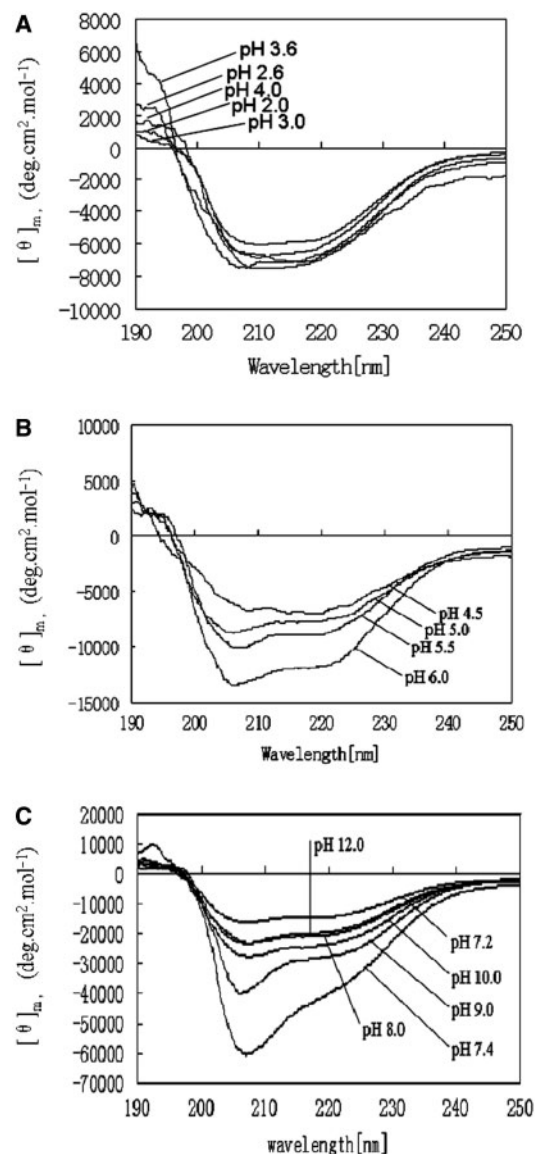 A
8000
6000
4000
2000
0
-2000
-4000
-6000
-8000
-10000
[θ]m, (deg.cm².mol⁻¹)
pH 3.6
pH 2.6
pH 4.0
pH 2.0
pH 3.0
190 200 210 220 230 240 250
Wavelength[nm]
B
10000
5000
0
-5000
-10000
-15000
[θ]m, (deg.cm².mol⁻¹)
pH 4.5
pH 5.0
pH 5.5
pH 6.0
190 200 210 220 230 240 250
Wavelength[nm]
C
20000
10000
0
-10000
-20000
-30000
-40000
-50000
-60000
-70000
[θ]m, (deg.cm².mol⁻¹)
pH 12.0
pH 7.2
pH 10.0
pH 9.0
pH 8.0
pH 7.4
190 200 210 220 230 240 250
wavelength[nm]